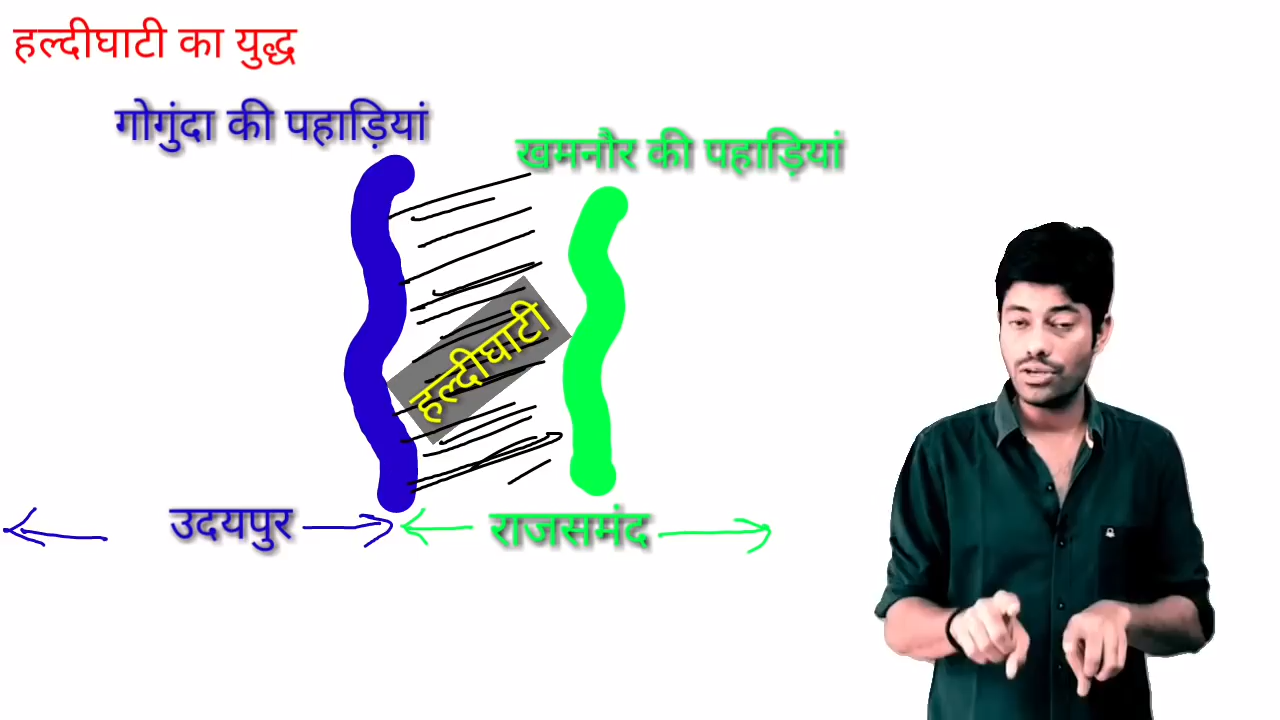 हल्दीघाटी का युद्ध
गोगुंदा की पहाड़ियां
खमनौर की पहाड़ियां
हल्दीघाटी
उदयपुर
राजसमंद